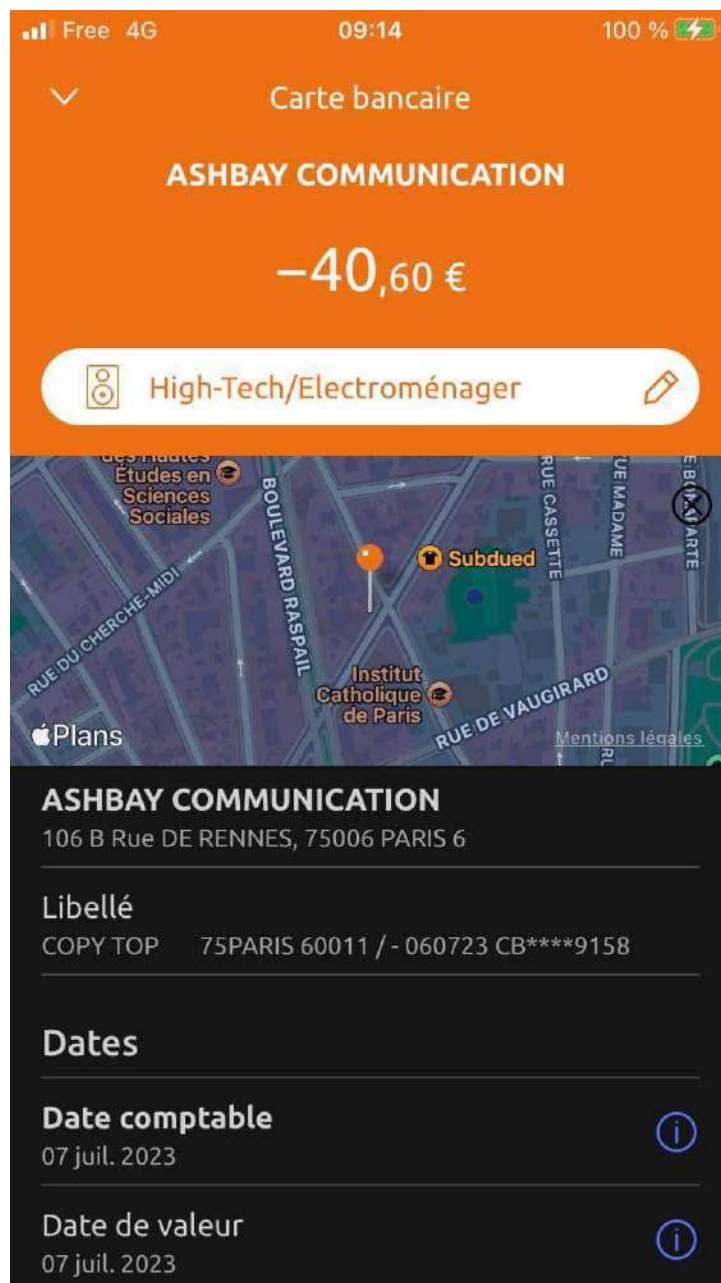 Free 4G 09:14 100 %
Carte bancaire
ASHBAY COMMUNICATION
−40,60 €
High-Tech/Electroménager
des Hautes
Études en
Sciences
Sociales
BOULEVARD RASPAIL
RUE CASSETTE
RUE MADAME
E BONAPARTE
Subdued
RUE DU CHERCHE-MIDI
Institut
Catholique
de Paris
RUE DE VAUGIRARD
Plans
Mentions légales
ASHBAY COMMUNICATION
106 B Rue DE RENNES, 75006 PARIS 6
Libellé
COPY TOP 75PARIS 60011 / - 060723 CB****9158
Dates
Date comptable
07 juil. 2023
Date de valeur
07 juil. 2023